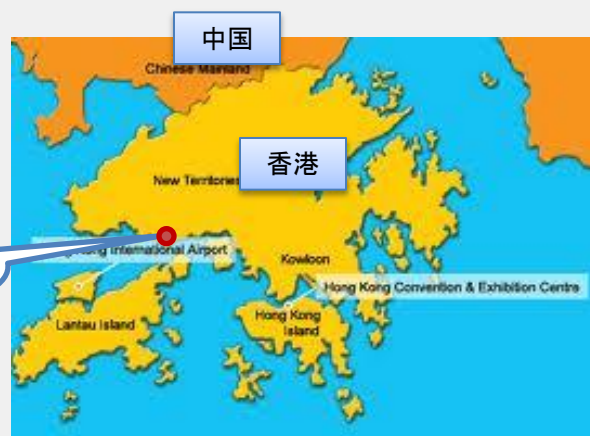 中国
Chinese Mainland
香港
New Territories
Kong International Airport
Kowloon
Hong Kong Convention & Exhibition Centre
Lantau Island
Hong Kong
Island